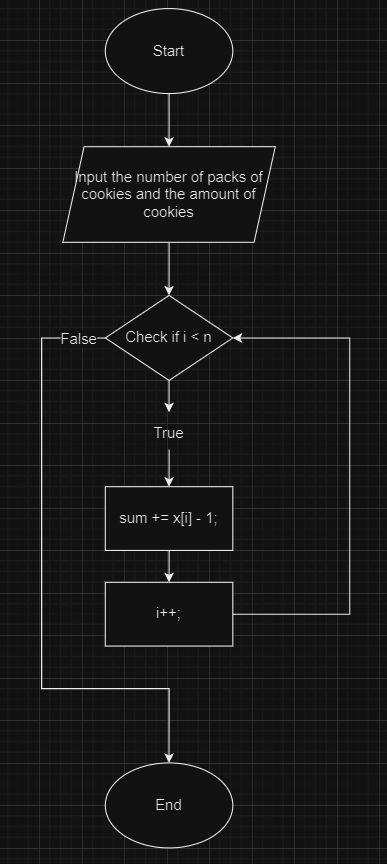 Start
Input the number of packs of
cookies and the amount of
cookies
False
Check if i < n
True
sum += x[i] - 1;
i++;
End